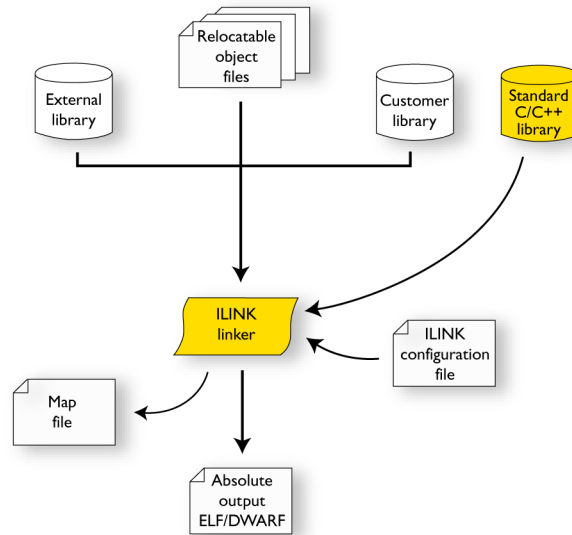 Relocatable
object
files
External
library
Customer
library
Standard
C/C++
library
ILINK
linker
ILINK
configuration
file
Map
file
Absolute
output
ELF/DWARF